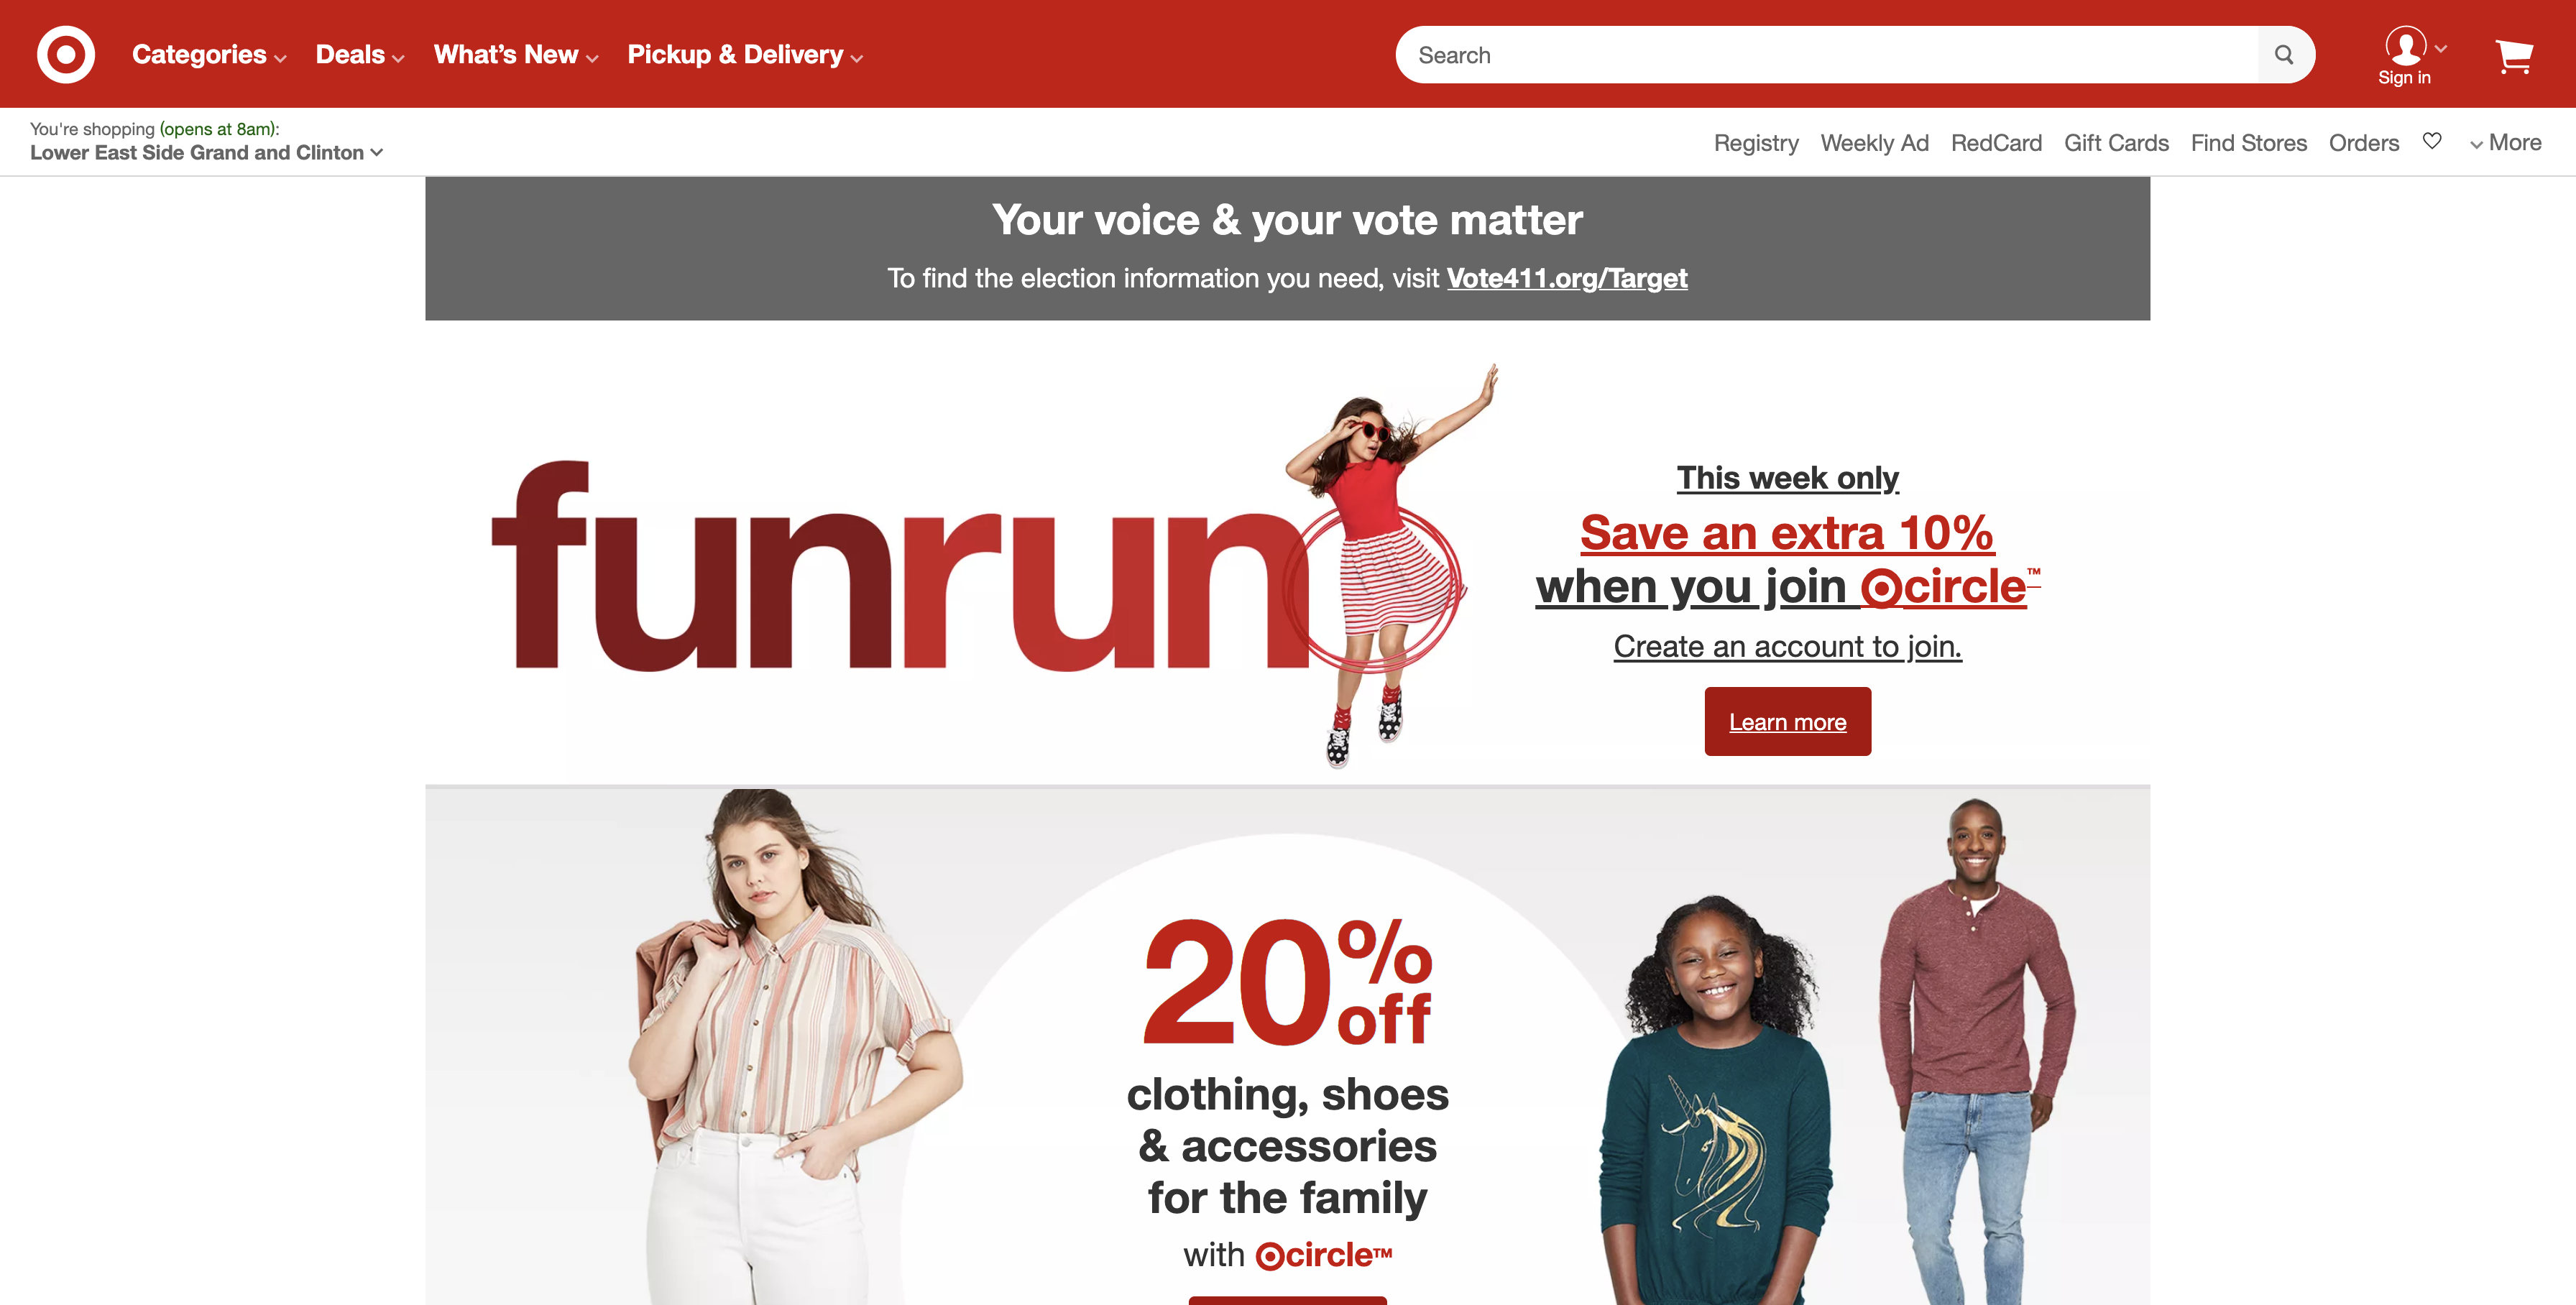 Categories Deals What's New Pickup & Delivery Search
Sign in
You're shopping (opens at 8am):
Lower East Side Grand and Clinton
Registry Weekly Ad RedCard Gift Cards Find Stores Orders More
Your voice & your vote matter
To find the election information you need, visit Vote411.org/Target
funrun
This week only
Save an extra 10%
when you join circle™
Create an account to join.
Learn more
20% off
clothing, shoes
& accessories
for the family
with circle™